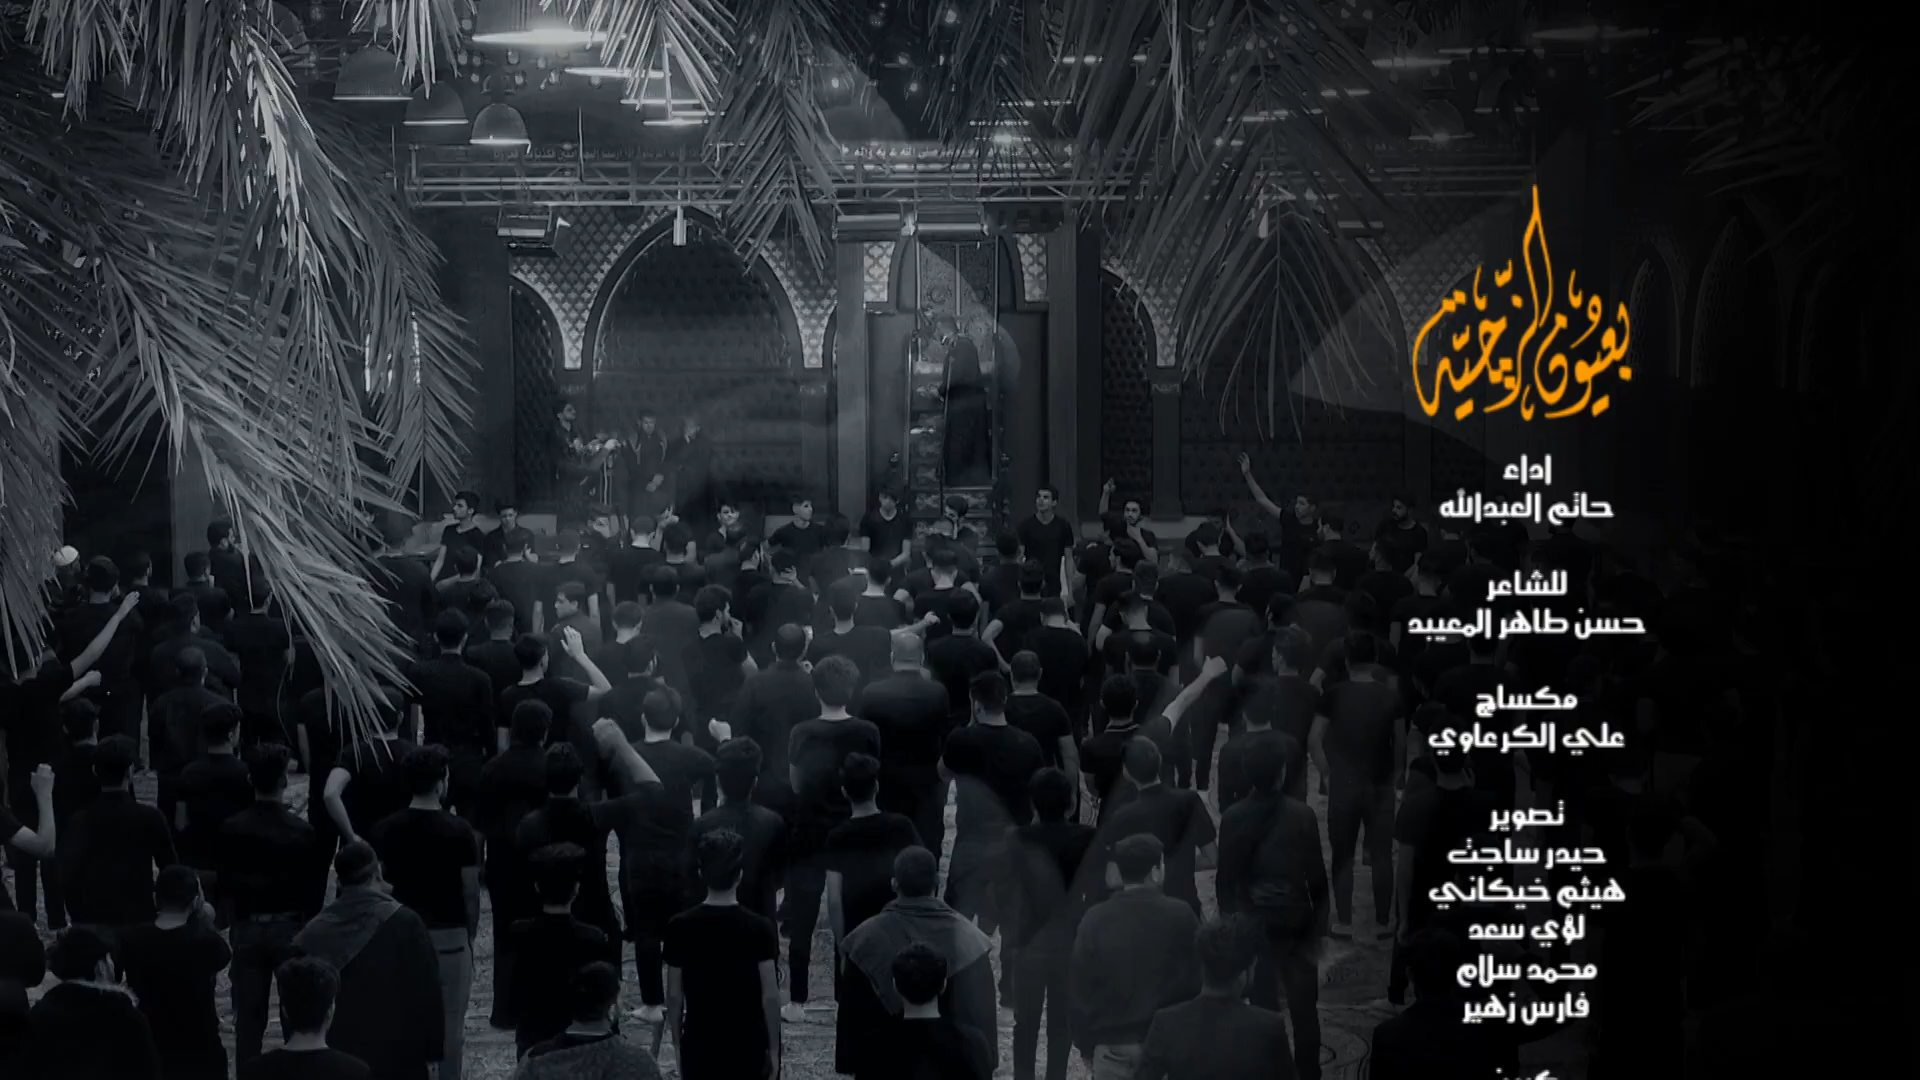 بعيون الزچية
اداء
حاتم العبدالله
للشاعر
حسن طاهر المعيبد
مكساج
علي الكرعاوي
تصوير
حيدر ساجت
هيثم خيكاني
لؤي سعد
محمد سلام
فارس زهير